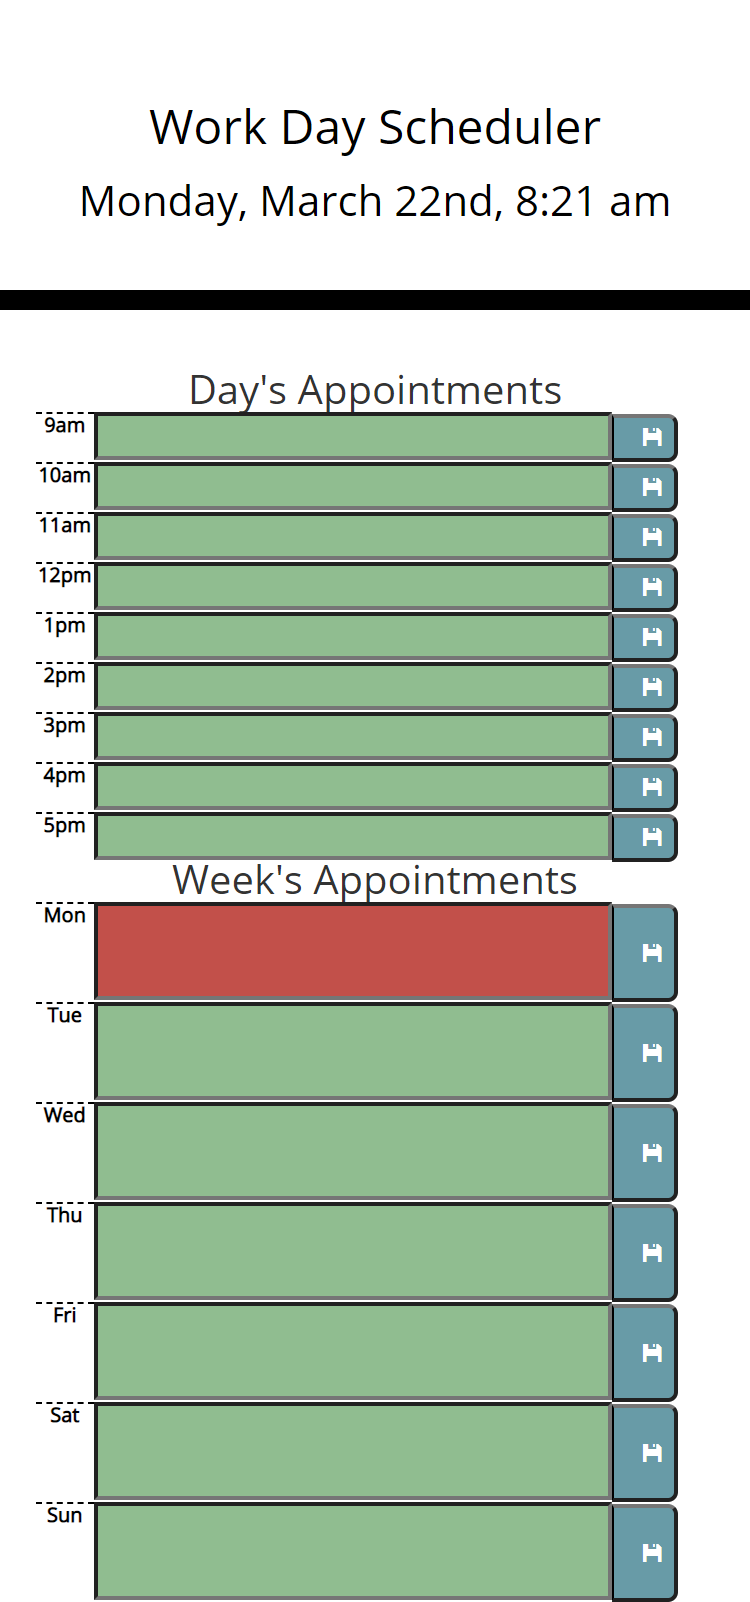 Work Day Scheduler
Monday, March 22nd, 8:21 am
Day's Appointments
9am
10am
11am
12pm
1pm
2pm
3pm
4pm
5pm
Week's Appointments
Mon
Tue
Wed
Thu
Fri
Sat
Sun